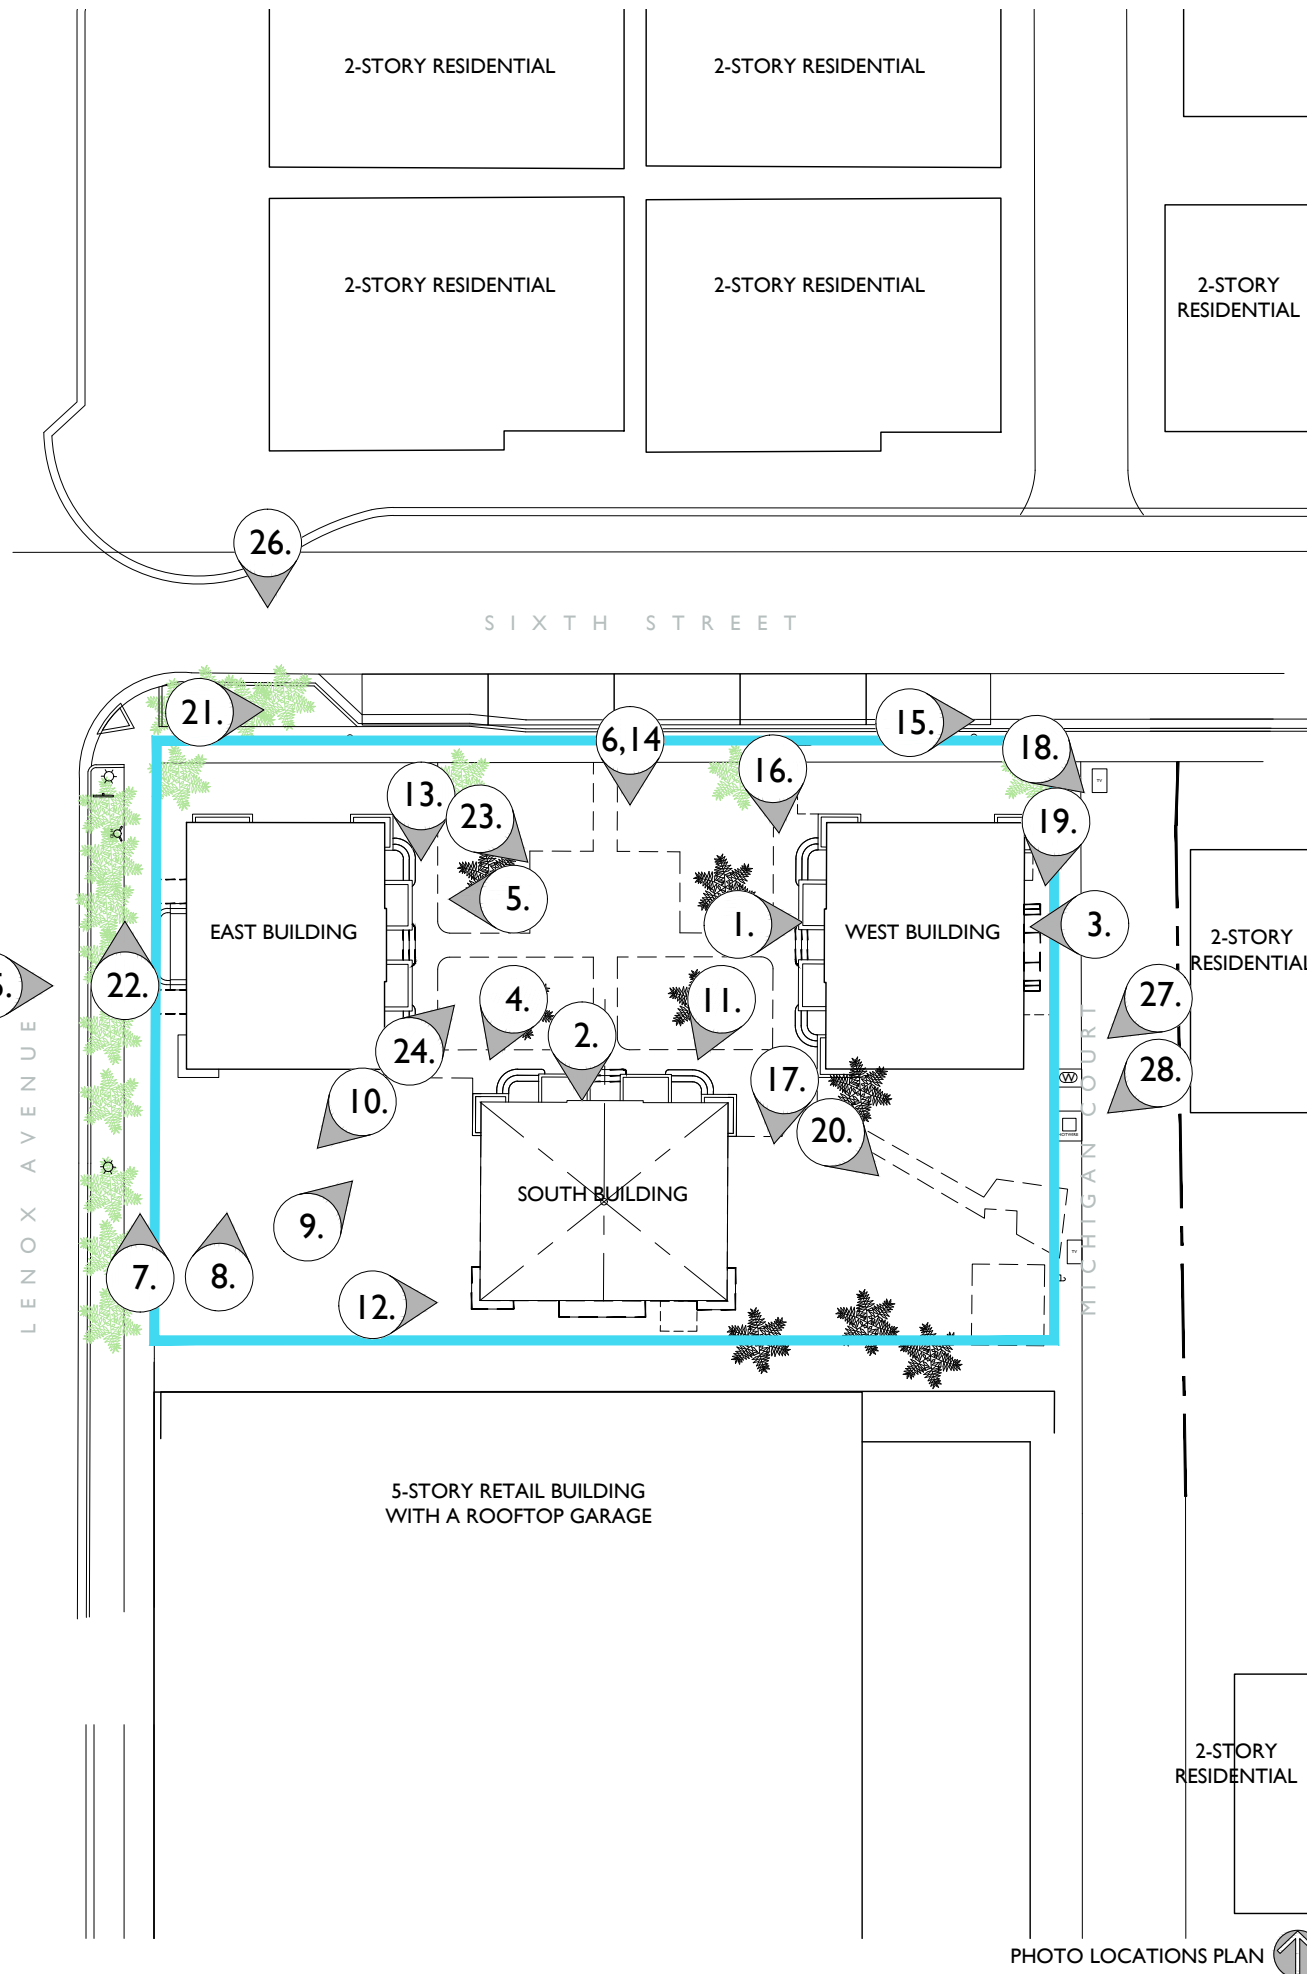 2-STORY RESIDENTIAL
2-STORY RESIDENTIAL
2-STORY RESIDENTIAL
2-STORY RESIDENTIAL
2-STORY
RESIDENTIAL
26.
SIXTH STREET
21.
15.
6,14
18.
16.
13.
23.
19.
5.
1.
3.
EAST BUILDING
WEST BUILDING
2-STORY
RESIDENTIAL
22.
4.
11.
27.
2.
24.
28.
17.
10.
20.
SOUTH BUILDING
9.
7.
8.
12.
LENOX AVENUE
MICHIGAN COURT
W
TV
TV
5-STORY RETAIL BUILDING
WITH A ROOFTOP GARAGE
2-STORY
RESIDENTIAL
PHOTO LOCATIONS PLAN